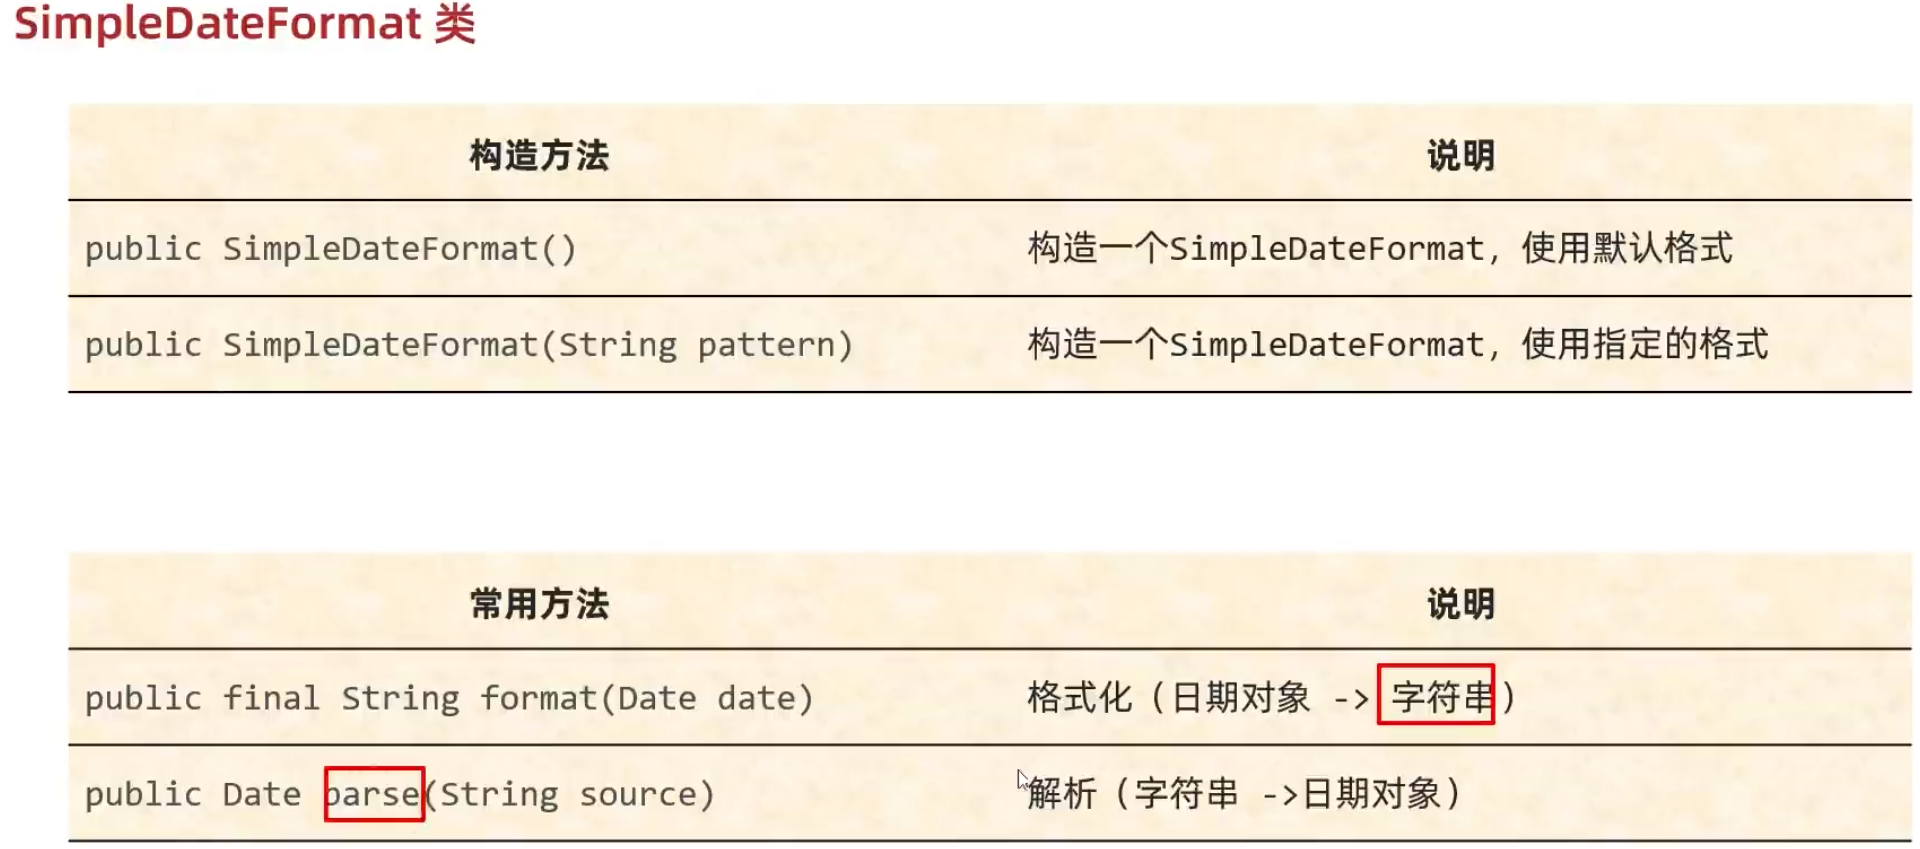 SimpleDateFormat 类
构造方法 说明
public SimpleDateFormat() 构造一个SimpleDateFormat，使用默认格式
public SimpleDateFormat(String pattern) 构造一个SimpleDateFormat，使用指定的格式
常用方法 说明
public final String format(Date date) 格式化（日期对象 -> 字符串）
public Date parse(String source) 解析（字符串 ->日期对象）